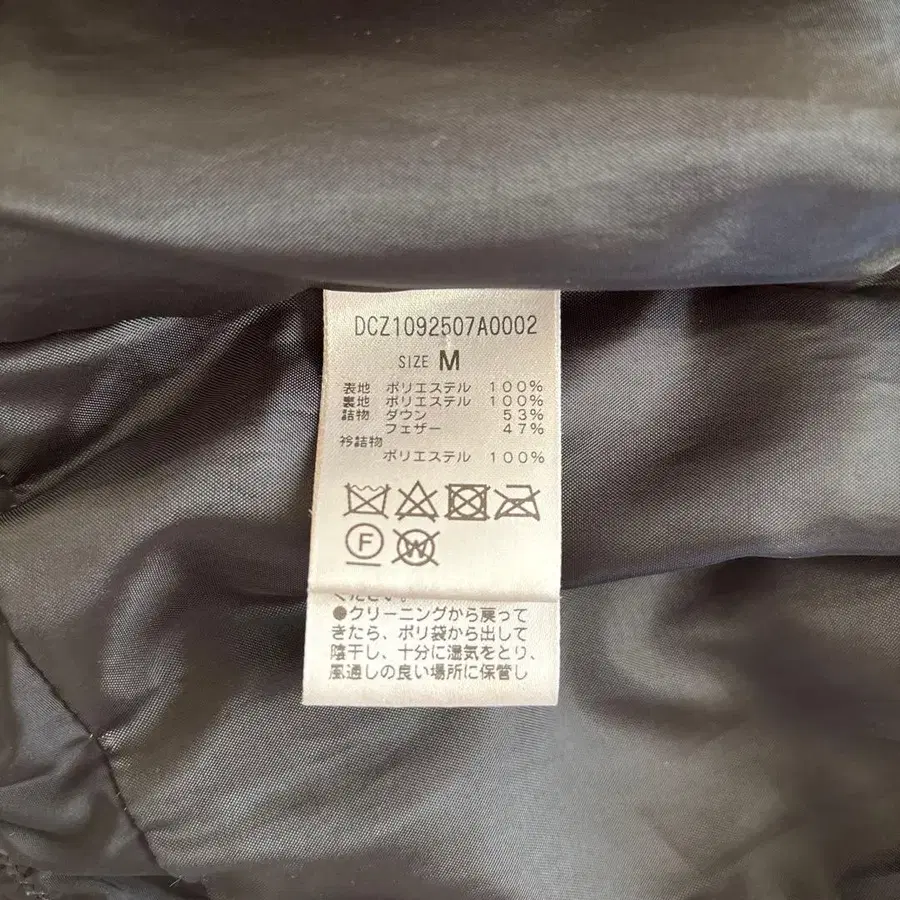 DCZ1092507A0002
SIZE M
表地 ポリエステル 100%
裏地 ポリエステル 100%
詰物 ダウン 53%
フェザー 47%
衿詰物
ポリエステル 100%
F
W
ください。
●クリーニングから戻って
きたら、ポリ袋から出して
陰干し、十分に湿気をとり、
風通しの良い場所に保管し